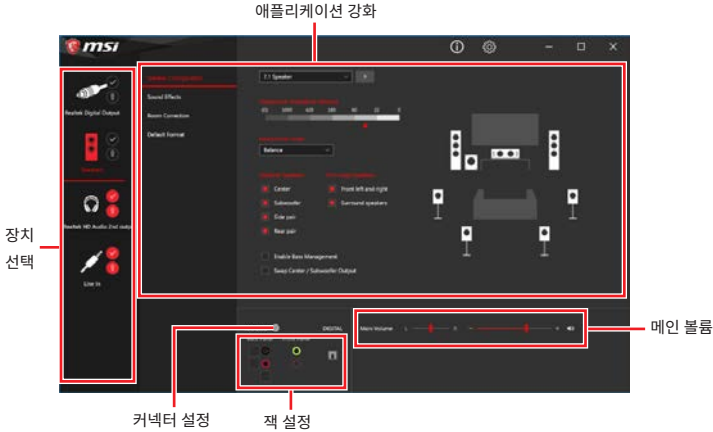 애플리케이션 강화
msi
Speaker Configuration
Sound Effects
Room Correction
Default Format
7.1 Speaker
Balance
Center
Subwoofer
Side pair
Rear pair
Front left and right
Surround speakers
Enable Bass Management
Swap Center / Subwoofer Output
Realtek Digital Output
Speakers
Realtek HD Audio 2nd output
Line In
장치
선택
DIGITAL
Main Volume
L
R
메인 볼륨
커넥터 설정
잭 설정